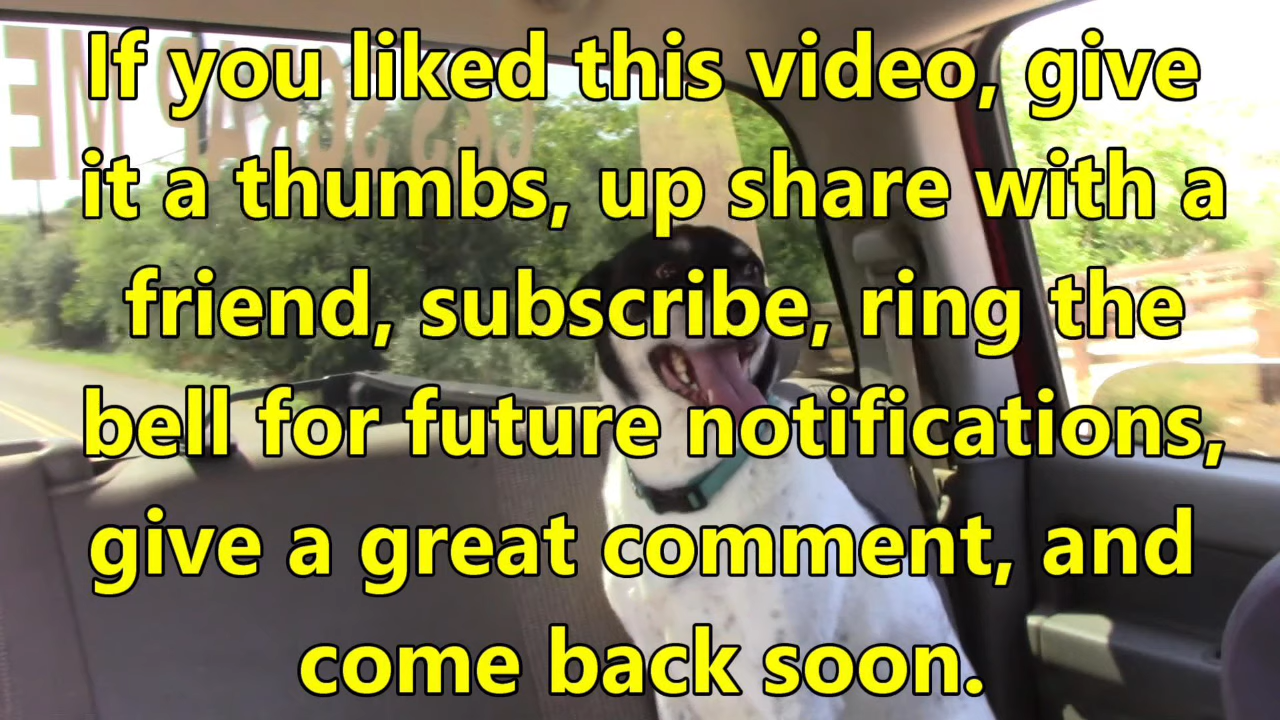 If you liked this video, give
it a thumbs, up share with a
friend, subscribe, ring the
bell for future notifications,
give a great comment, and
come back soon.